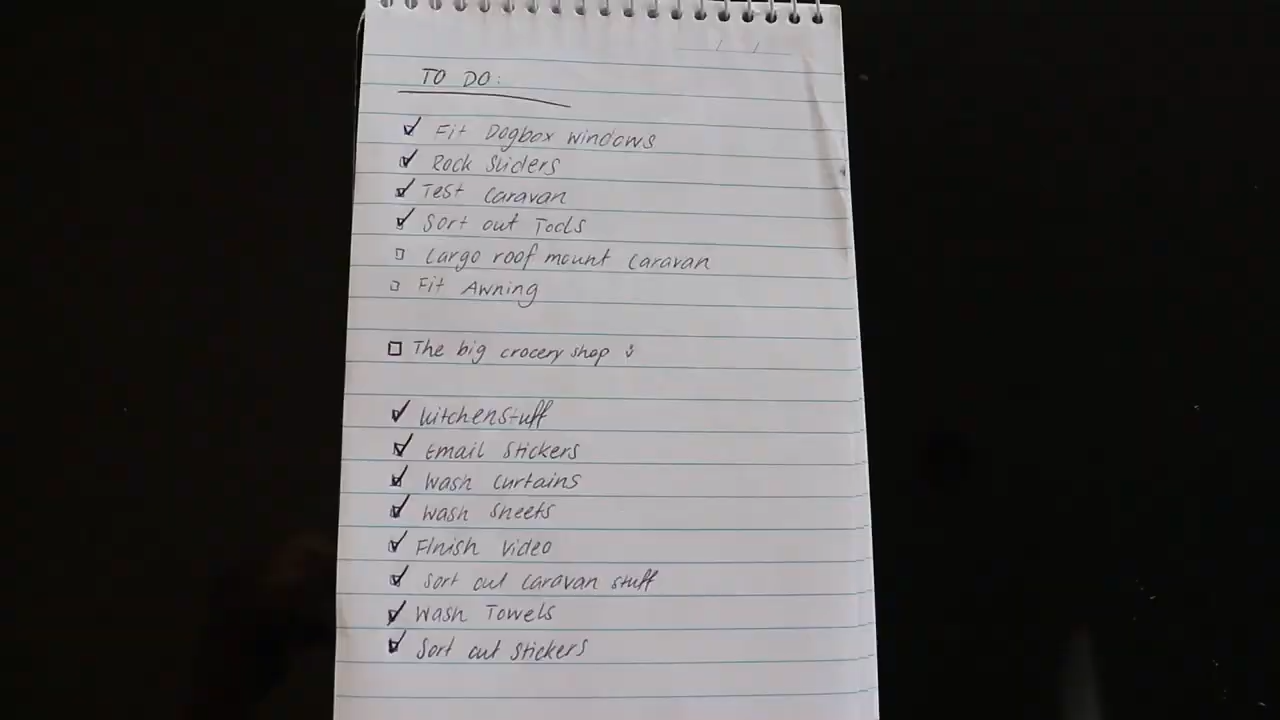 TO DO:
Fit Dogbox windows
Rock Sliders
Test Caravan
Sort out Tools
Cargo roof mount caravan
Fit Awning
The big crocery shop
kitchenstuff
Email Stickers
Wash Curtains
Wash Sheets
Finish Video
Sort out caravan stuff
Wash Towels
Sort out Stickers